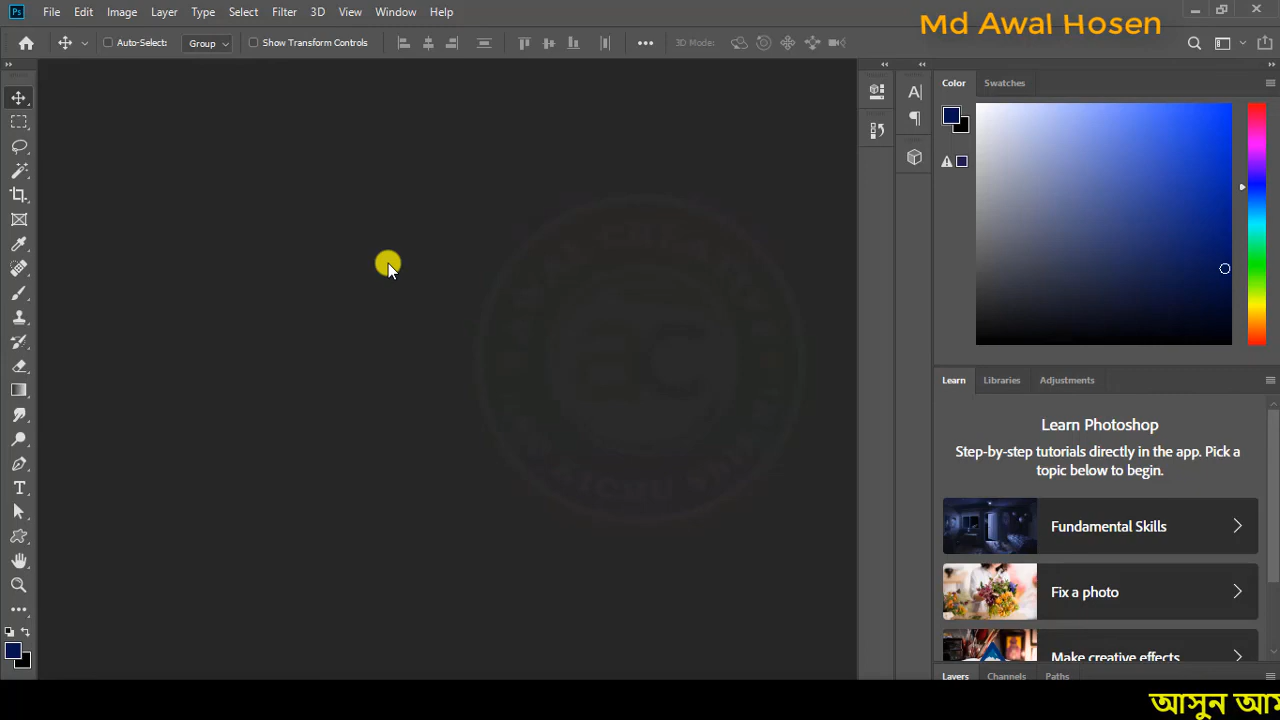 Ps File Edit Image Layer Type Select Filter 3D View Window Help
Md Awal Hosen
Auto-Select: Group Show Transform Controls 3D Mode:
Color Swatches
Learn Libraries Adjustments
Learn Photoshop
Step-by-step tutorials directly in the app. Pick a
topic below to begin.
Fundamental Skills
Fix a photo
Make creative effects
Layers Channels Paths
আসুন